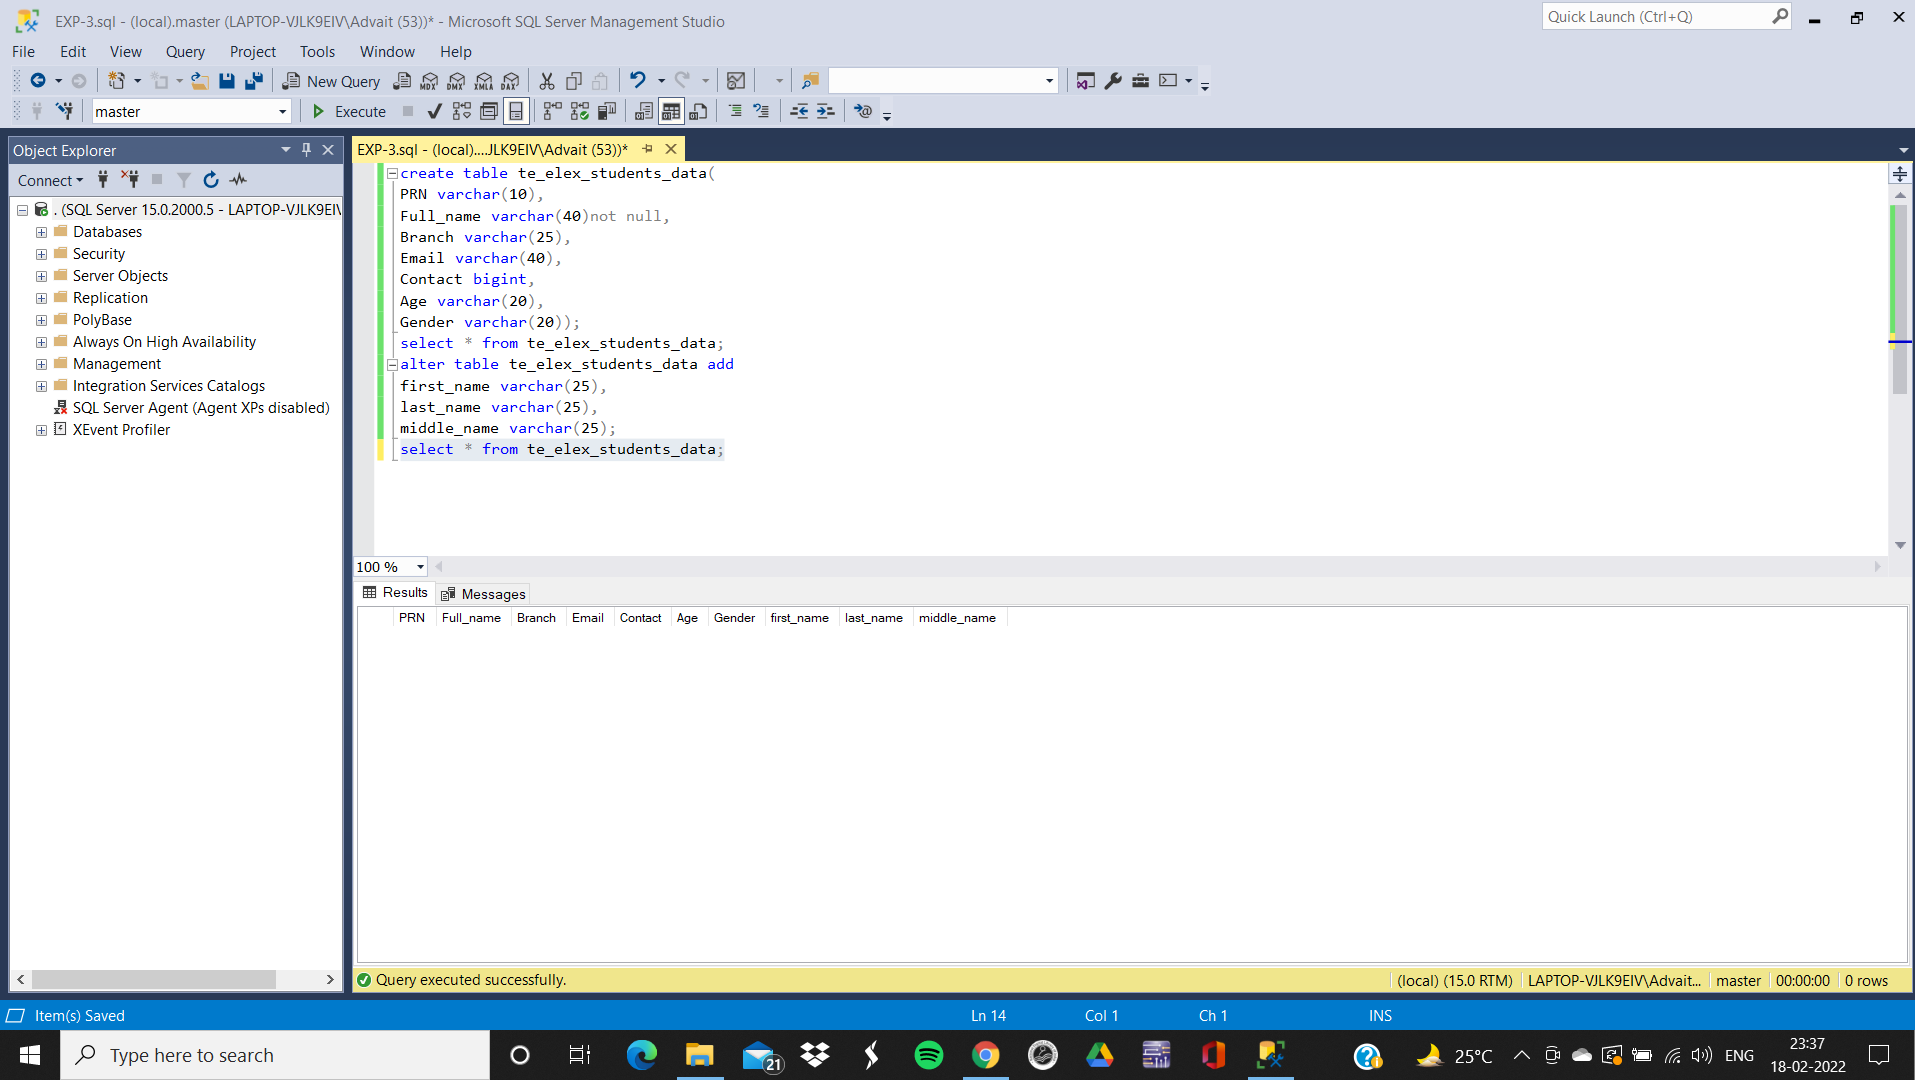 EXP-3.sql - (local).master (LAPTOP-VJLK9EIV\Advait (53))* - Microsoft SQL Server Management Studio
Quick Launch (Ctrl+Q)
File Edit View Query Project Tools Window Help
New Query
MDX DMX XMLA DAX
master
Execute
Object Explorer
Connect
. (SQL Server 15.0.2000.5 - LAPTOP-VJLK9EI\
Databases
Security
Server Objects
Replication
PolyBase
Always On High Availability
Management
Integration Services Catalogs
SQL Server Agent (Agent XPs disabled)
XEvent Profiler
EXP-3.sql - (local)....JLK9EIV\Advait (53))*
create table te_elex_students_data(
PRN varchar(10),
Full_name varchar(40)not null,
Branch varchar(25),
Email varchar(40),
Contact bigint,
Age varchar(20),
Gender varchar(20));
select * from te_elex_students_data;
alter table te_elex_students_data add
first_name varchar(25),
last_name varchar(25),
middle_name varchar(25);
select * from te_elex_students_data;
100 %
Results Messages
PRN Full_name Branch Email Contact Age Gender first_name last_name middle_name
Query executed successfully.
(local) (15.0 RTM) LAPTOP-VJLK9EIV\Advait... master 00:00:00 0 rows
Item(s) Saved Ln 14 Col 1 Ch 1 INS
Type here to search
21
25°C
ENG
23:37
18-02-2022